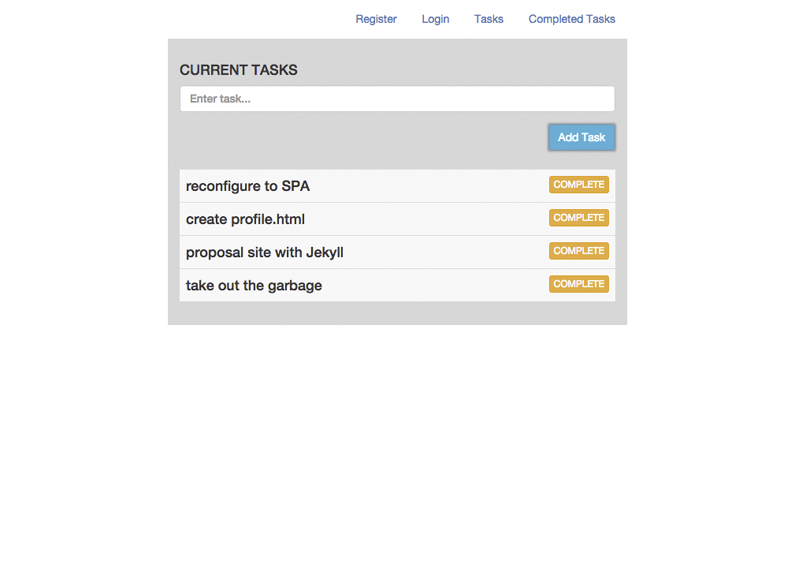 Register Login Tasks Completed Tasks
CURRENT TASKS
Enter task...
Add Task
reconfigure to SPA COMPLETE
create profile.html COMPLETE
proposal site with Jekyll COMPLETE
take out the garbage COMPLETE